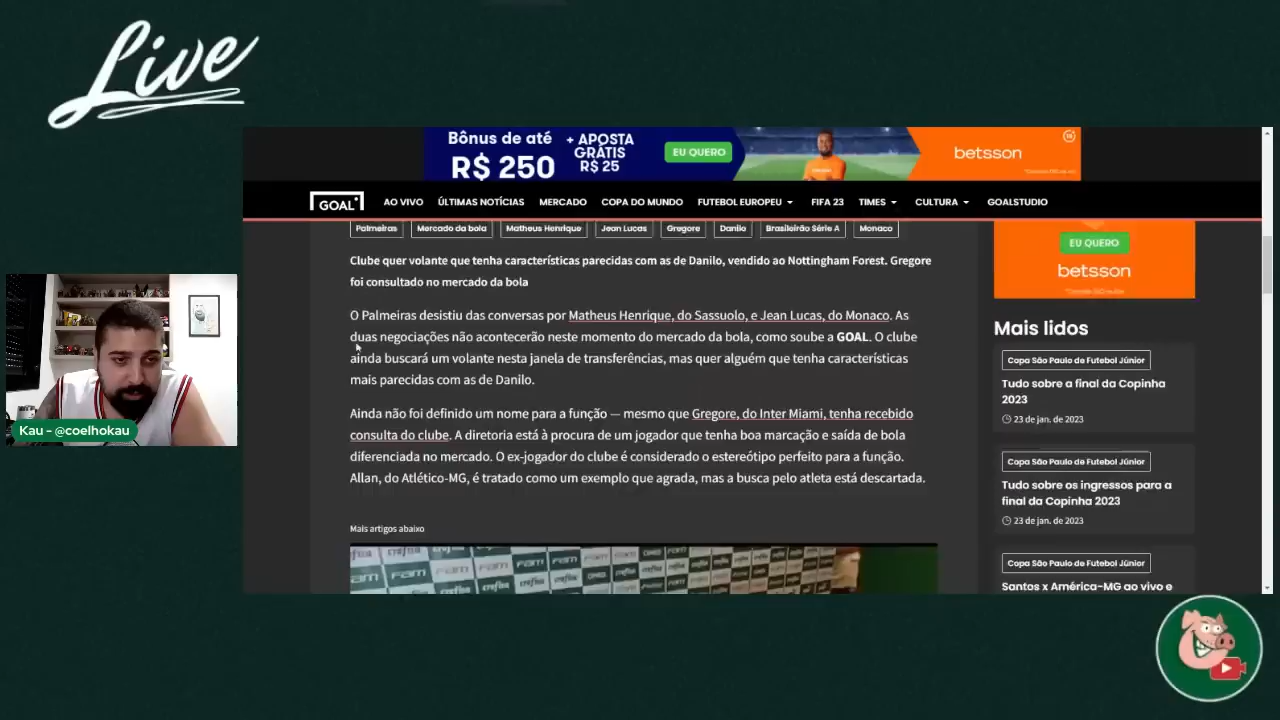 Live
Bônus de até
R$ 250
+ APOSTA
GRÁTIS
R$ 25
EU QUERO
betsson
GOAL
AO VIVO
ÚLTIMAS NOTÍCIAS
MERCADO
COPA DO MUNDO
FUTEBOL EUROPEU
FIFA 23
TIMES
CULTURA
GOALSTUDIO
Palmeiras
Mercado da bola
Matheus Henrique
Jean Lucas
Gregore
Danilo
Brasileirão Série A
Monaco
Clube quer volante que tenha características parecidas com as de Danilo, vendido ao Nottingham Forest. Gregore
foi consultado no mercado da bola
O Palmeiras desistiu das conversas por Matheus Henrique, do Sassuolo, e Jean Lucas, do Monaco. As
duas negociações não acontecerão neste momento do mercado da bola, como soube a GOAL. O clube
ainda buscará um volante nesta janela de transferências, mas quer alguém que tenha características
mais parecidas com as de Danilo.
Ainda não foi definido um nome para a função — mesmo que Gregore, do Inter Miami, tenha recebido
consulta do clube. A diretoria está à procura de um jogador que tenha boa marcação e saída de bola
diferenciada no mercado. O ex-jogador do clube é considerado o estereótipo perfeito para a função.
Allan, do Atlético-MG, é tratado como um exemplo que agrada, mas a busca pelo atleta está descartada.
Mais artigos abaixo
FAM
crefisa
EU QUERO
betsson
Mais lidos
Copa São Paulo de Futebol Júnior
Tudo sobre a final da Copinha
2023
23 de jan. de 2023
Copa São Paulo de Futebol Júnior
Tudo sobre os ingressos para a
final da Copinha 2023
23 de jan. de 2023
Copa São Paulo de Futebol Júnior
Santos x América-MG ao vivo e
Kau - @coelhokau